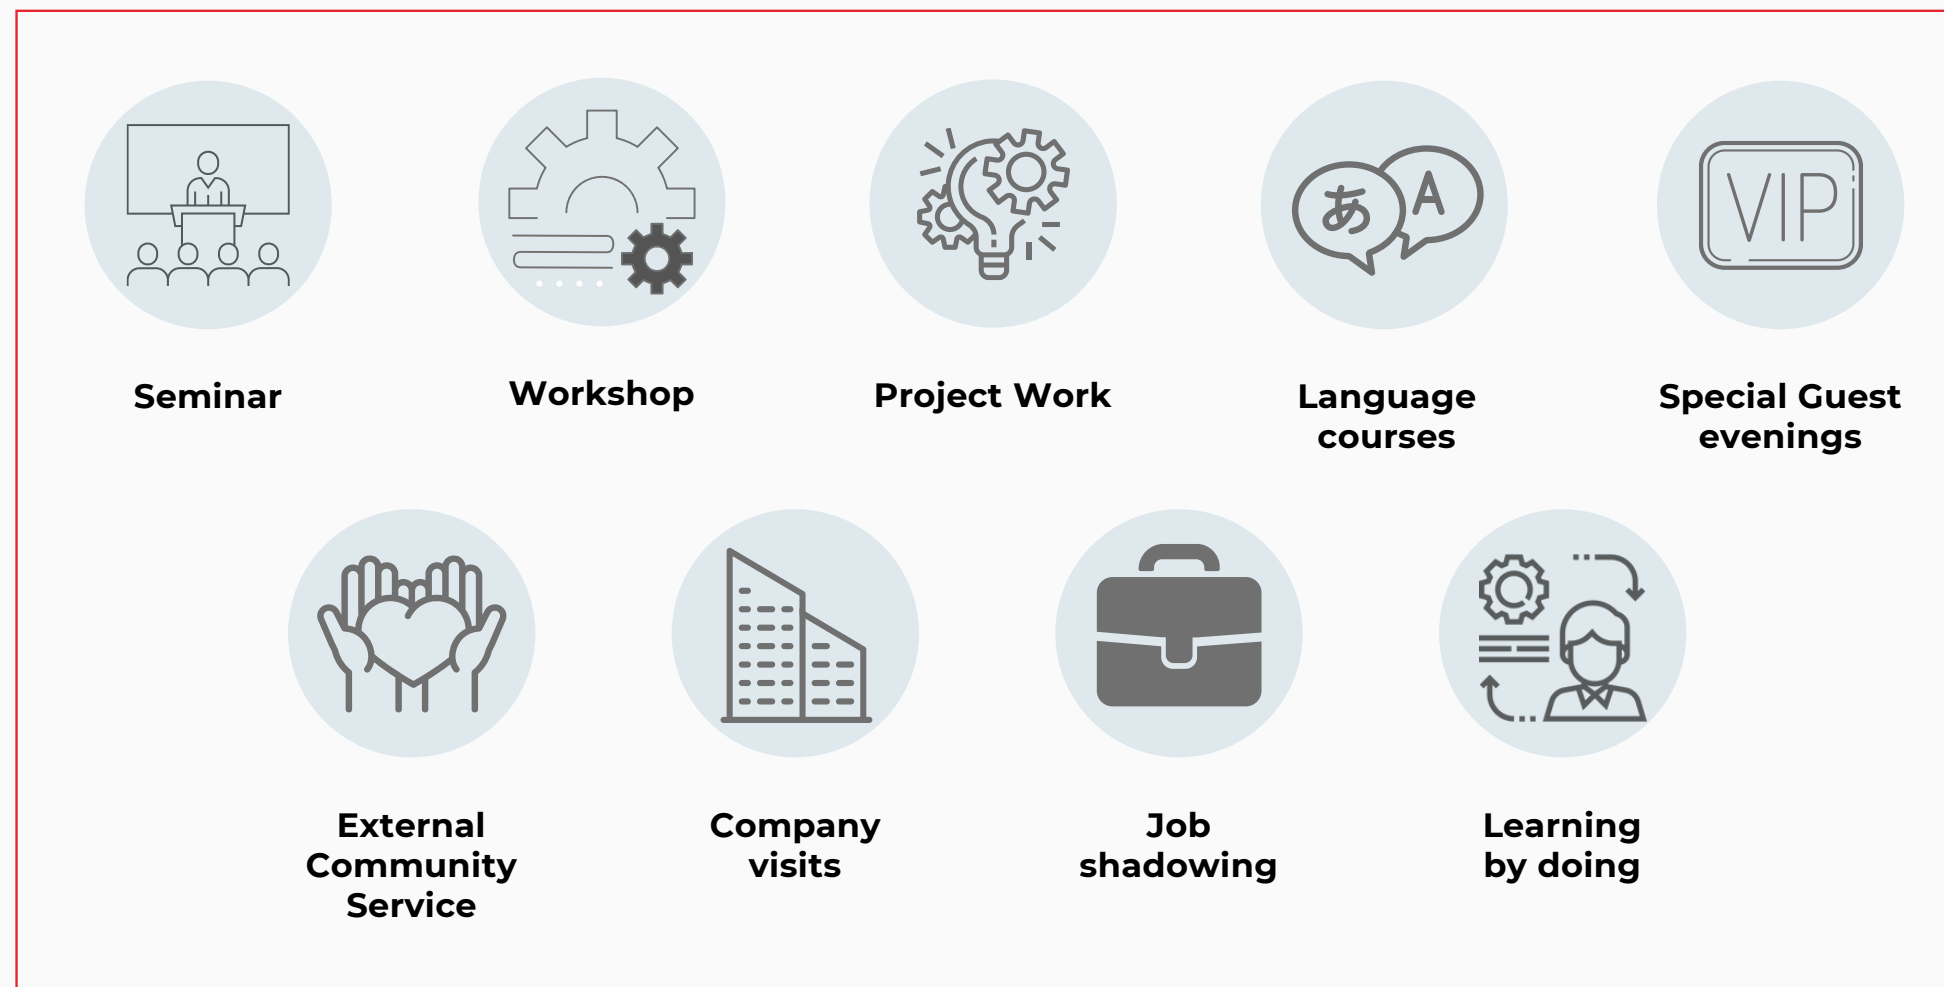 あ A
VIP
Seminar
Workshop
Project Work
Language
courses
Special Guest
evenings
External
Community
Service
Company
visits
Job
shadowing
Learning
by doing